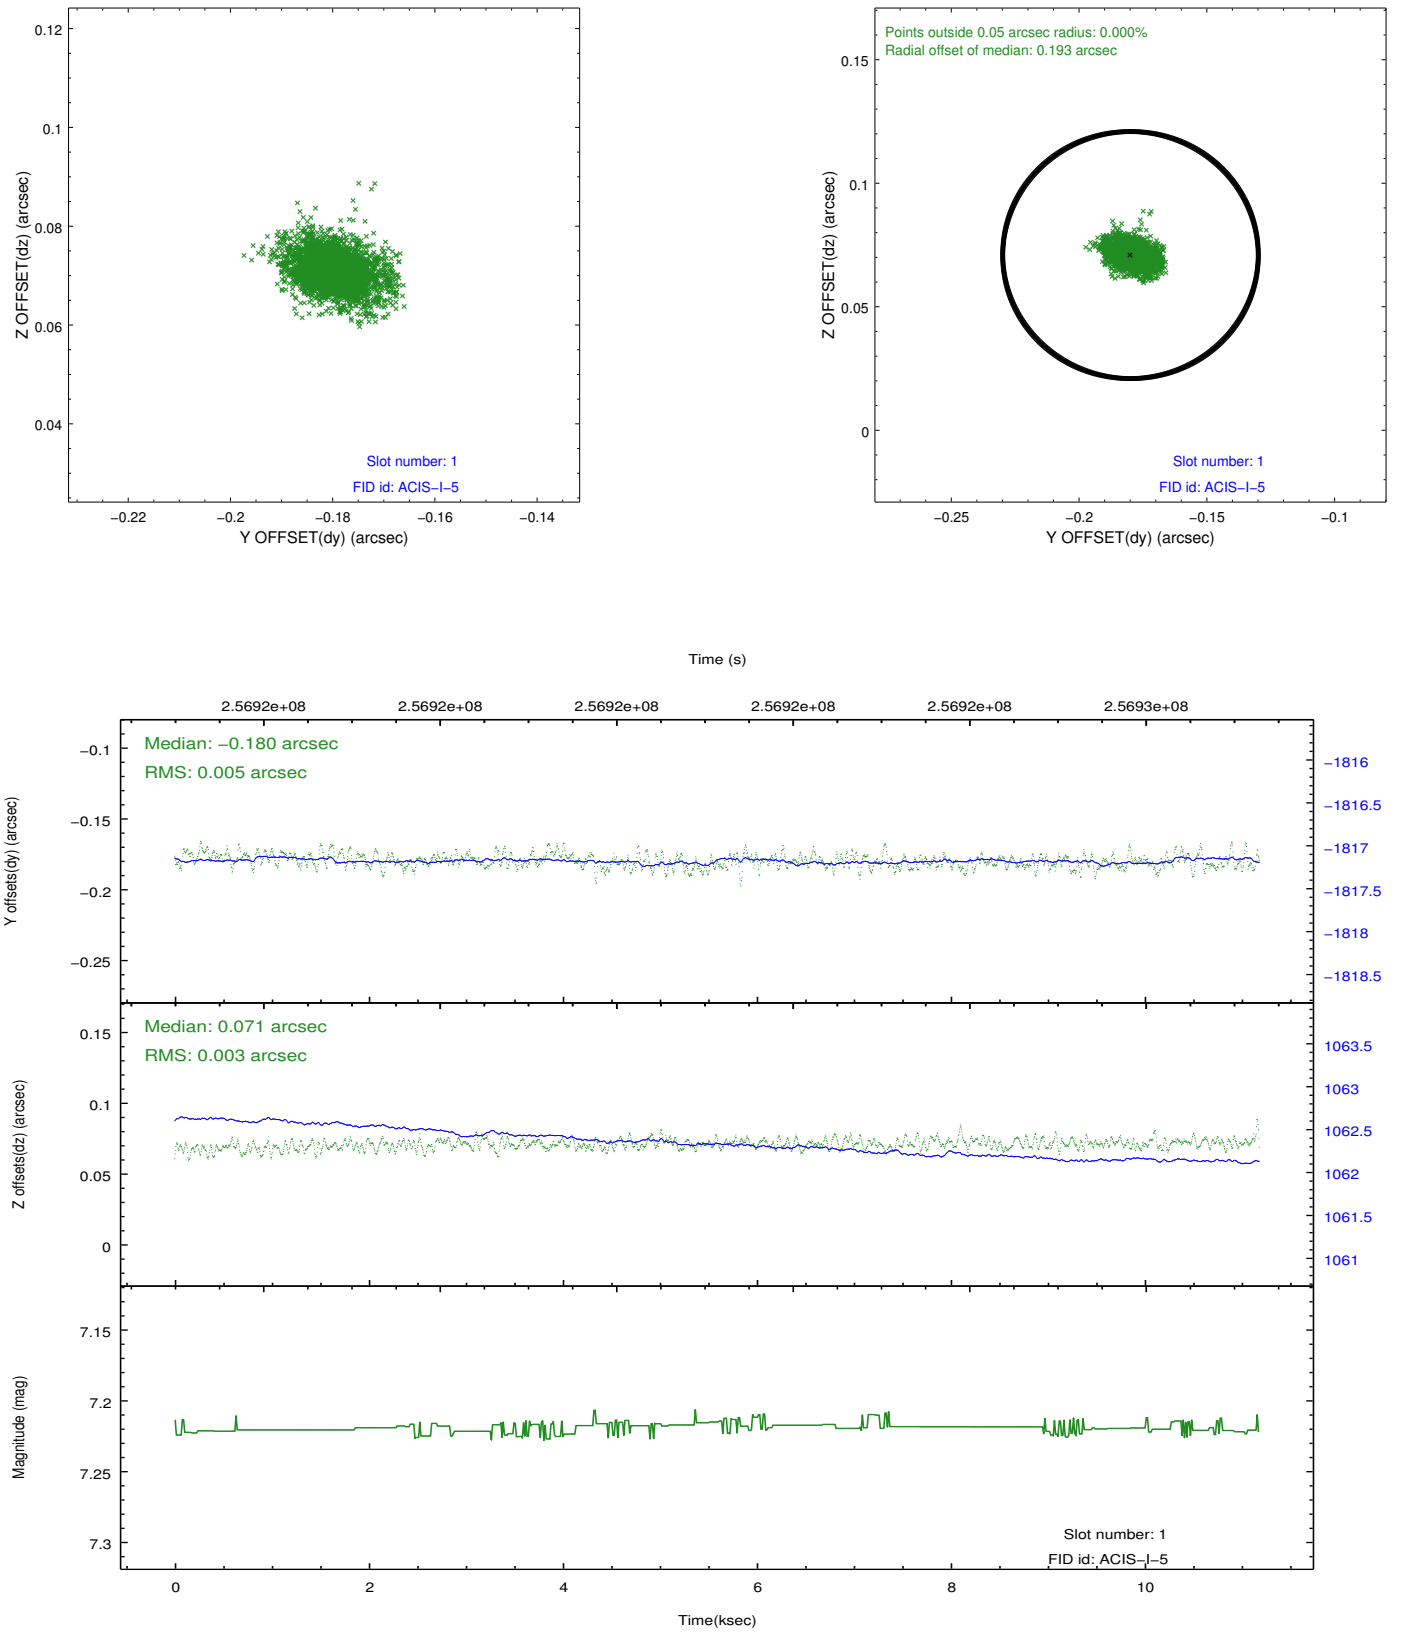 0.12
0.1
0.08
0.06
0.04
Z OFFSET(dz) (arcsec)
Slot number: 1
FID id: ACIS−I−5
−0.22 −0.2 −0.18 −0.16 −0.14
Y OFFSET(dy) (arcsec)
Points outside 0.05 arcsec radius: 0.000%
Radial offset of median: 0.193 arcsec
0.15
0.1
0.05
0
Z OFFSET(dz) (arcsec)
Slot number: 1
FID id: ACIS−I−5
−0.25 −0.2 −0.15 −0.1
Y OFFSET(dy) (arcsec)
Time (s)
2.5692e+08 2.5692e+08 2.5692e+08 2.5692e+08 2.5692e+08 2.5693e+08
Median: −0.180 arcsec
RMS: 0.005 arcsec
−0.1
−0.15
−0.2
−0.25
Y offsets(dy) (arcsec)
−1816
−1816.5
−1817
−1817.5
−1818
−1818.5
Median: 0.071 arcsec
RMS: 0.003 arcsec
0.15
0.1
0.05
0
Z offsets(dz) (arcsec)
1063.5
1063
1062.5
1062
1061.5
1061
7.15
7.2
7.25
7.3
Magnitude (mag)
Slot number: 1
FID id: ACIS−I−5
0 2 4 6 8 10
Time(ksec)